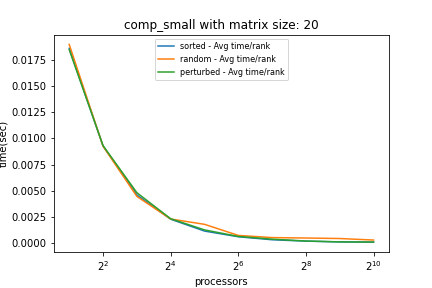 comp_small with matrix size: 20
sorted - Avg time/rank
random - Avg time/rank
perturbed - Avg time/rank
time(sec)
0.0175
0.0150
0.0125
0.0100
0.0075
0.0050
0.0025
0.0000
2² 2⁴ 2⁶ 2⁸ 2¹⁰
processors